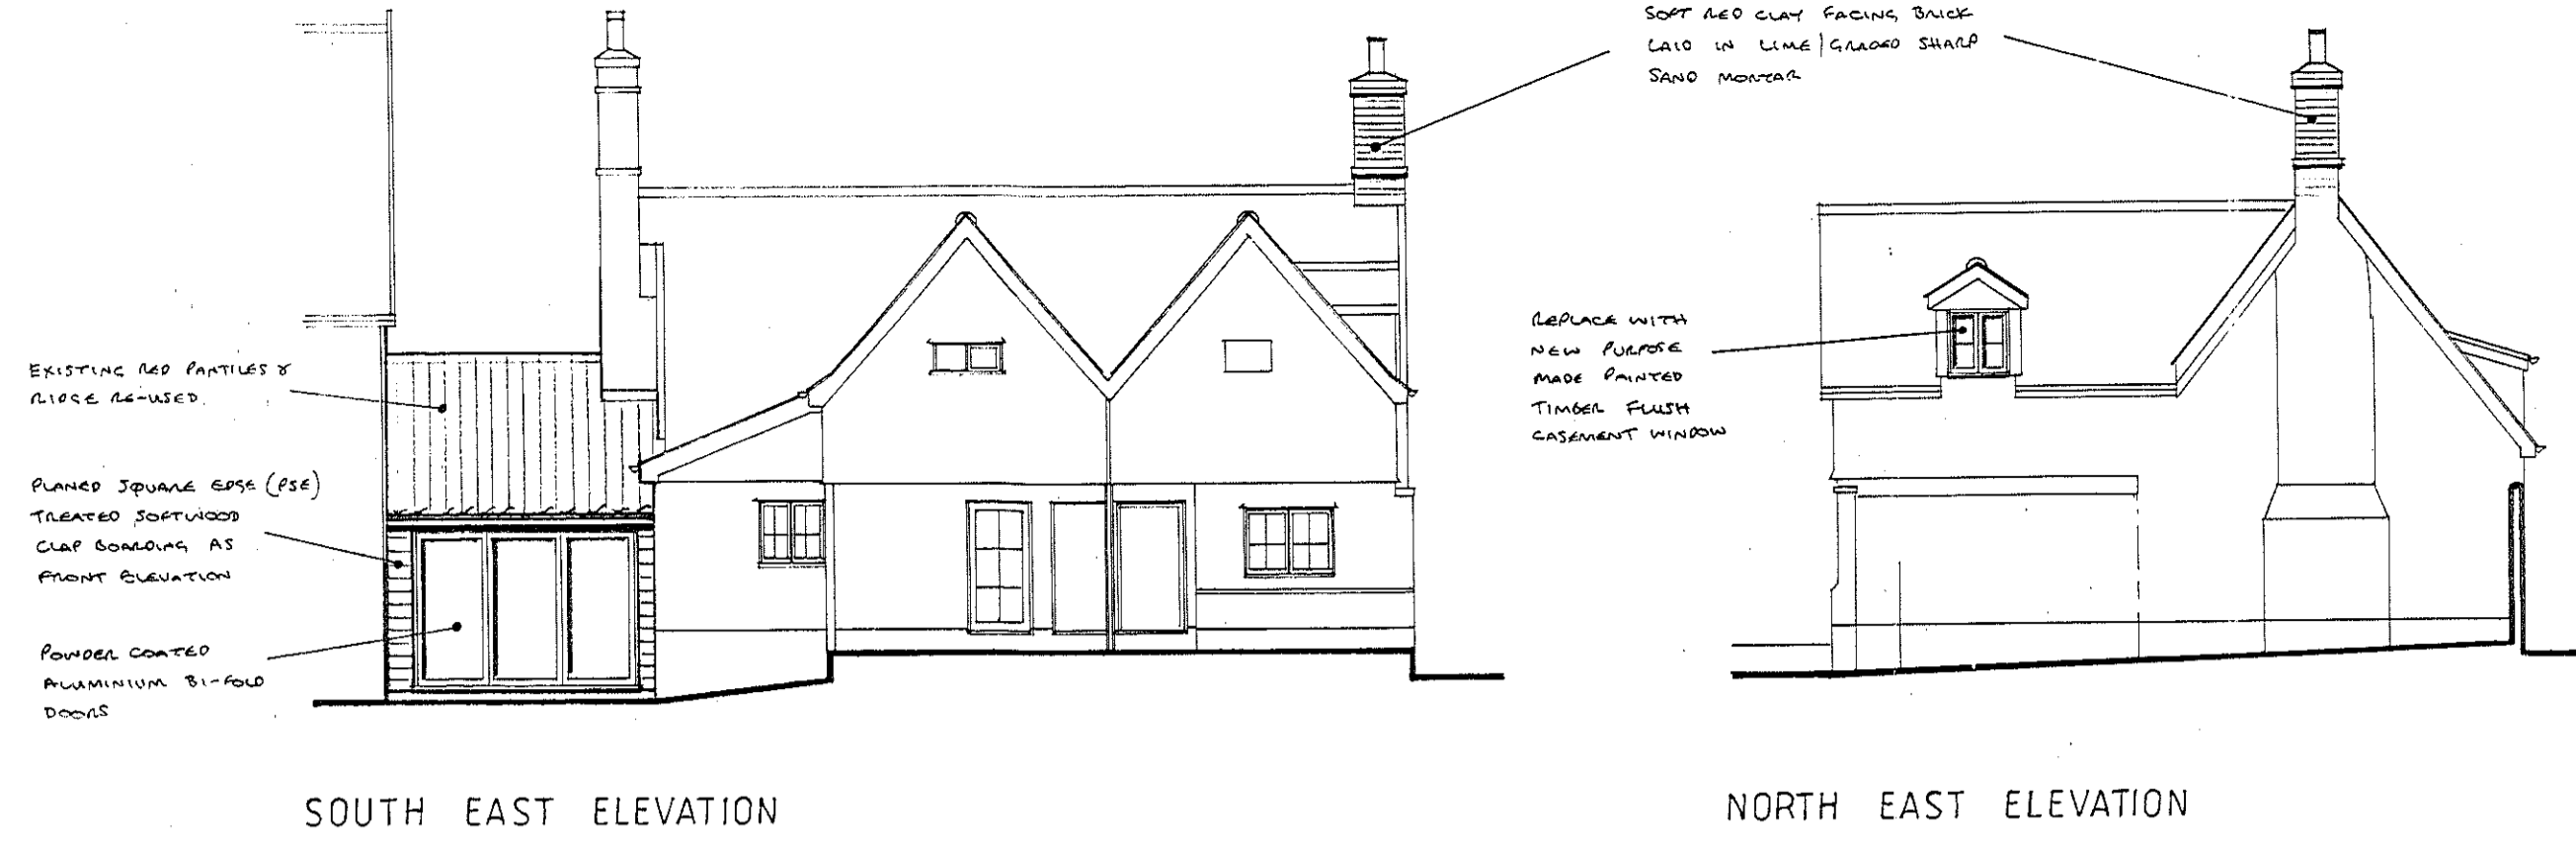 SOFT RED CLAY FACING BRICK
LAID IN LIME/GRADED SHARP
SAND MORTAR
EXISTING RED PANTILES &
RIDGE RE-USED.
PLANED SQUARE EDGE (PSE)
TREATED SOFTWOOD
CLAP BOARDING AS
FRONT ELEVATION
POWDER COATED
ALUMINIUM BI-FOLD
DOORS
REPLACE WITH
NEW PURPOSE
MADE PAINTED
TIMBER FLUSH
CASEMENT WINDOW
SOUTH EAST ELEVATION
NORTH EAST ELEVATION